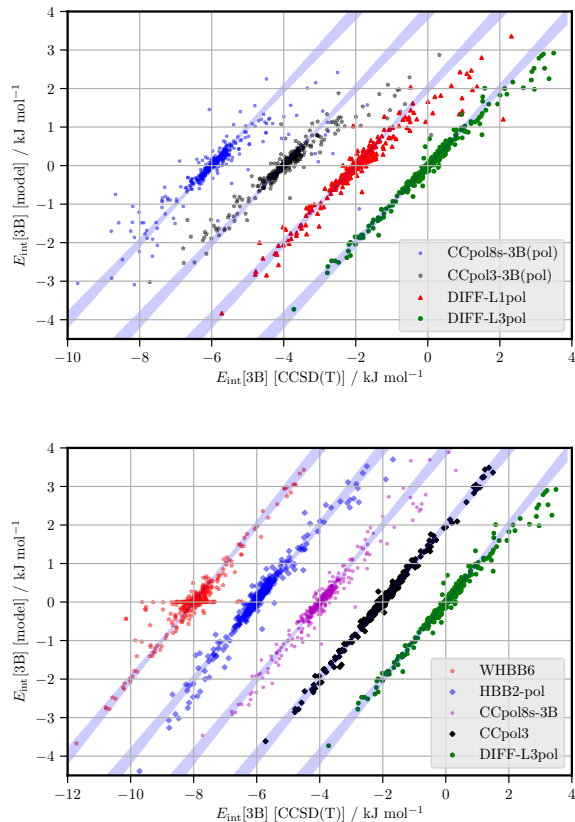 4
3
2
1
0
−1
−2
−3
−4
E_int[3B] [model] / kJ mol⁻¹
CCpol8s-3B(pol)
CCpol3-3B(pol)
DIFF-L1pol
DIFF-L3pol
−10 −8 −6 −4 −2 0 2 4
E_int[3B] [CCSD(T)] / kJ mol⁻¹
4
3
2
1
0
−1
−2
−3
−4
E_int[3B] [model] / kJ mol⁻¹
WHBB6
HBB2-pol
CCpol8s-3B
CCpol3
DIFF-L3pol
−12 −10 −8 −6 −4 −2 0 2 4
E_int[3B] [CCSD(T)] / kJ mol⁻¹